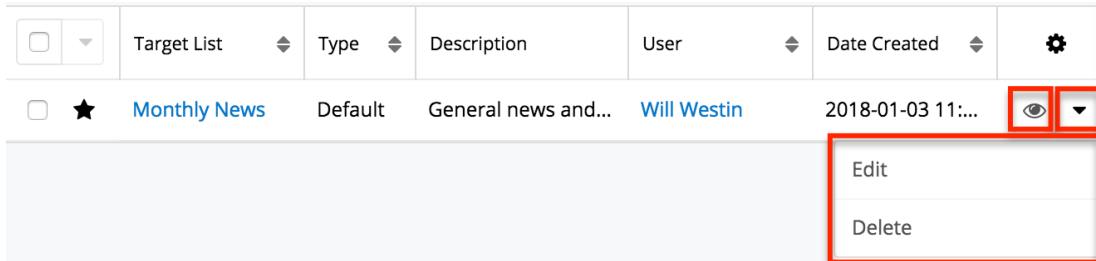 Target List Type Description User Date Created
Monthly News Default General news and... Will Westin 2018-01-03 11:...
Edit
Delete